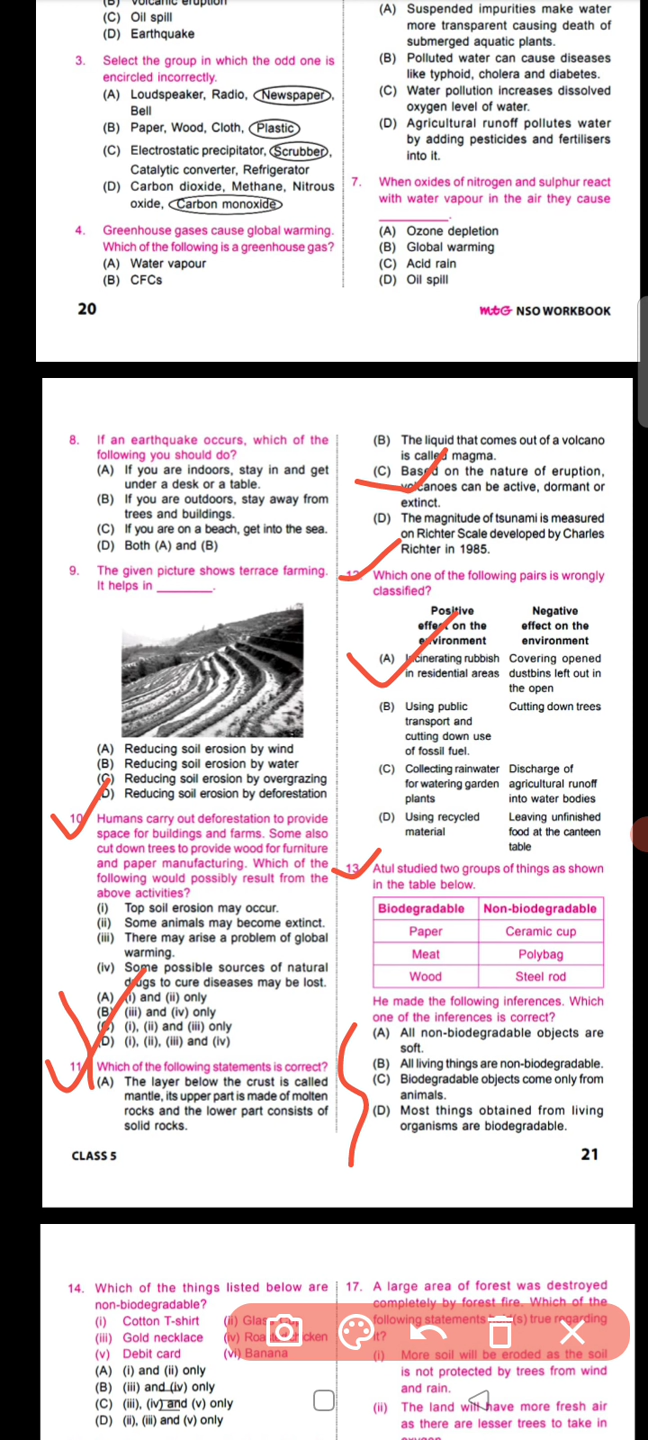 (B) Volcanic eruption
(C) Oil spill
(D) Earthquake
3. Select the group in which the odd one is
encircled incorrectly.
(A) Loudspeaker, Radio, Newspaper,
Bell
(B) Paper, Wood, Cloth, Plastic
(C) Electrostatic precipitator, Scrubber,
Catalytic converter, Refrigerator
(D) Carbon dioxide, Methane, Nitrous
oxide, Carbon monoxide
4. Greenhouse gases cause global warming.
Which of the following is a greenhouse gas?
(A) Water vapour
(B) CFCs
(A) Suspended impurities make water
more transparent causing death of
submerged aquatic plants.
(B) Polluted water can cause diseases
like typhoid, cholera and diabetes.
(C) Water pollution increases dissolved
oxygen level of water.
(D) Agricultural runoff pollutes water
by adding pesticides and fertilisers
into it.
7. When oxides of nitrogen and sulphur react
with water vapour in the air they cause
________.
(A) Ozone depletion
(B) Global warming
(C) Acid rain
(D) Oil spill
20
mtG NSO WORKBOOK
8. If an earthquake occurs, which of the
following you should do?
(A) If you are indoors, stay in and get
under a desk or a table.
(B) If you are outdoors, stay away from
trees and buildings.
(C) If you are on a beach, get into the sea.
(D) Both (A) and (B)
9. The given picture shows terrace farming.
It helps in ________.
(A) Reducing soil erosion by wind
(B) Reducing soil erosion by water
(C) Reducing soil erosion by overgrazing
(D) Reducing soil erosion by deforestation
10. Humans carry out deforestation to provide
space for buildings and farms. Some also
cut down trees to provide wood for furniture
and paper manufacturing. Which of the
following would possibly result from the
above activities?
(i) Top soil erosion may occur.
(ii) Some animals may become extinct.
(iii) There may arise a problem of global
warming.
(iv) Some possible sources of natural
drugs to cure diseases may be lost.
(A) (i) and (ii) only
(B) (iii) and (iv) only
(C) (i), (ii) and (iii) only
(D) (i), (ii), (iii) and (iv)
11. Which of the following statements is correct?
(A) The layer below the crust is called
mantle, its upper part is made of molten
rocks and the lower part consists of
solid rocks.
(B) The liquid that comes out of a volcano
is called magma.
(C) Based on the nature of eruption,
volcanoes can be active, dormant or
extinct.
(D) The magnitude of tsunami is measured
on Richter Scale developed by Charles
Richter in 1985.
12. Which one of the following pairs is wrongly
classified?
Positive Negative
effect on the effect on the
environment environment
(A) Incinerating rubbish Covering opened
in residential areas dustbins left out in
the open
(B) Using public Cutting down trees
transport and
cutting down use
of fossil fuel.
(C) Collecting rainwater Discharge of
for watering garden agricultural runoff
plants into water bodies
(D) Using recycled Leaving unfinished
material food at the canteen
table
13. Atul studied two groups of things as shown
in the table below.
Biodegradable Non-biodegradable
Paper Ceramic cup
Meat Polybag
Wood Steel rod
He made the following inferences. Which
one of the inferences is correct?
(A) All non-biodegradable objects are
soft.
(B) All living things are non-biodegradable.
(C) Biodegradable objects come only from
animals.
(D) Most things obtained from living
organisms are biodegradable.
CLASS 5
21
14. Which of the things listed below are
non-biodegradable?
(i) Cotton T-shirt (ii)
(iii) Gold necklace (iv)
(v) Debit card (vi) Banana
(A) (i) and (ii) only
(B) (iii) and (iv) only
(C) (iii), (iv) and (v) only
(D) (ii), (iii) and (v) only
17. A large area of forest was destroyed
completely by forest fire. Which of the
following statements (s) true regarding
it?
(i) More soil will be eroded as the soil
is not protected by trees from wind
and rain.
(ii) The land will have more fresh air
as there are lesser trees to take in